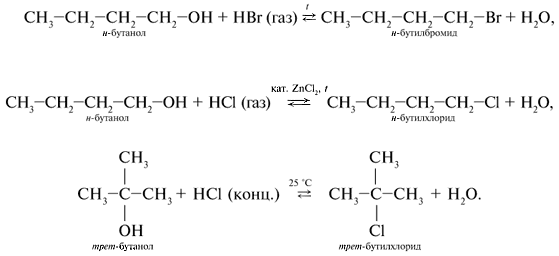 t
CH₃–CH₂–CH₂–CH₂–OH + HBr (газ) ⇄ CH₃–CH₂–CH₂–CH₂–Br + H₂O,
н-бутанол н-бутилбромид
кат. ZnCl₂, t
CH₃–CH₂–CH₂–CH₂–OH + HCl (газ) ⇄ CH₃–CH₂–CH₂–CH₂–Cl + H₂O,
н-бутанол н-бутилхлорид
CH₃ CH₃
25 °C
CH₃–C–CH₃ + HCl (конц.) ⇄ CH₃–C–CH₃ + H₂O.
OH Cl
трет-бутанол трет-бутилхлорид